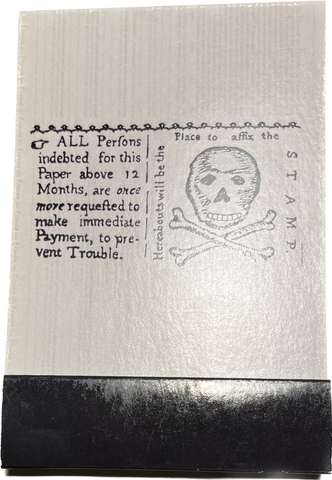 ☞ ALL Perſons
indebted for this
Paper above 12
Months, are once
more requeſted to
make immediate
Payment, to pre-
vent Trouble.
Hereabouts will be the
Place to affix the
STAMP.